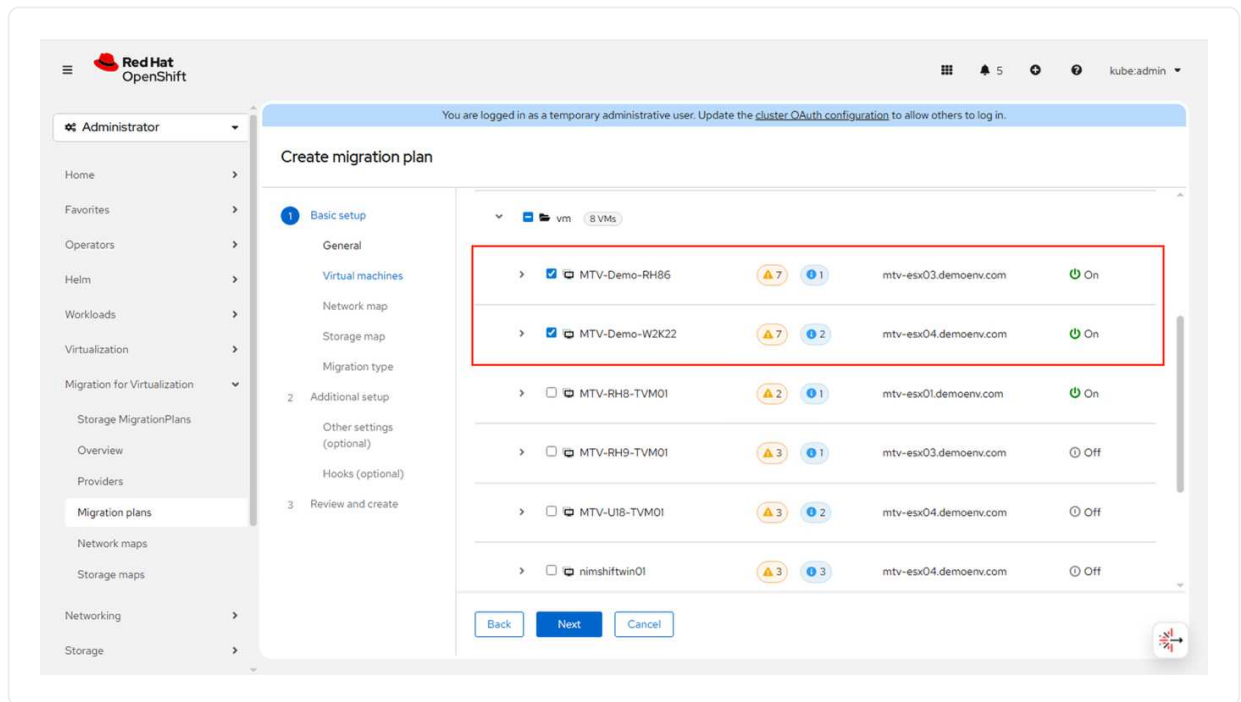 Red Hat
OpenShift
5
kube:admin
Administrator
Home
Favorites
Operators
Helm
Workloads
Virtualization
Migration for Virtualization
Storage MigrationPlans
Overview
Providers
Migration plans
Network maps
Storage maps
Networking
Storage
You are logged in as a temporary administrative user. Update the cluster OAuth configuration to allow others to log in.
Create migration plan
1 Basic setup
General
Virtual machines
Network map
Storage map
Migration type
2 Additional setup
Other settings
(optional)
Hooks (optional)
3 Review and create
vm 8 VMs
MTV-Demo-RH86 7 1 mtv-esx03.demoenv.com On
MTV-Demo-W2K22 7 2 mtv-esx04.demoenv.com On
MTV-RH8-TVM01 2 1 mtv-esx01.demoenv.com On
MTV-RH9-TVM01 3 1 mtv-esx03.demoenv.com Off
MTV-U18-TVM01 3 2 mtv-esx04.demoenv.com Off
nimshiftwin01 3 3 mtv-esx04.demoenv.com Off
Back Next Cancel